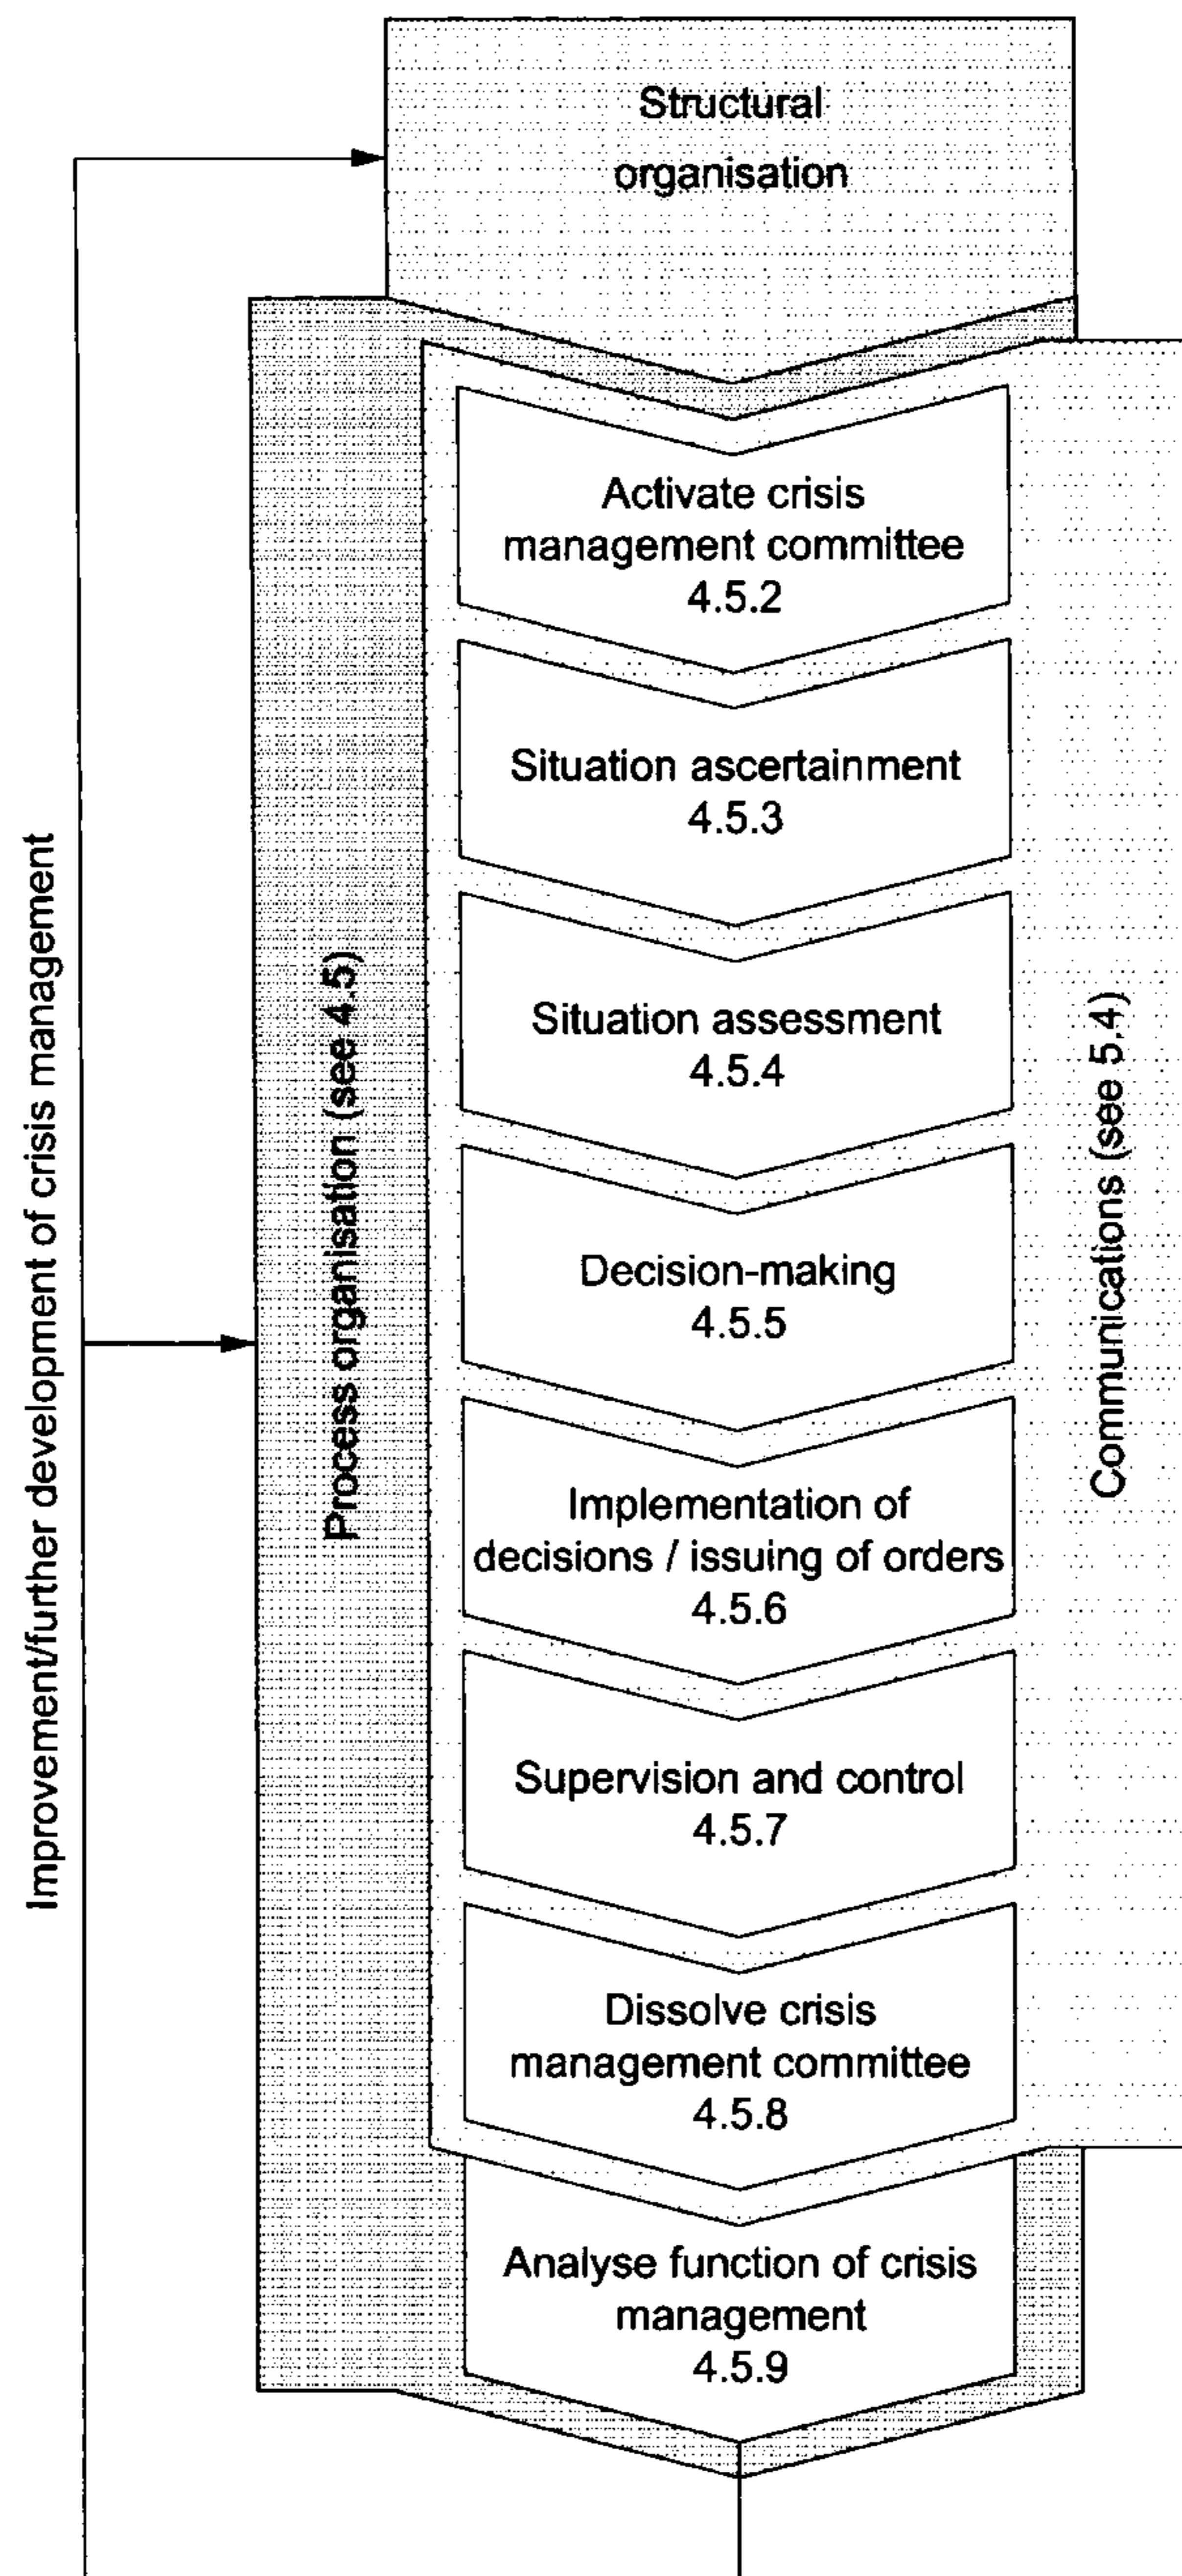 Structural
organisation
Improvement/further development of crisis management
Process organisation (see 4.5)
Activate crisis
management committee
4.5.2
Situation ascertainment
4.5.3
Situation assessment
4.5.4
Decision-making
4.5.5
Implementation of
decisions / issuing of orders
4.5.6
Supervision and control
4.5.7
Dissolve crisis
management committee
4.5.8
Analyse function of crisis
management
4.5.9
Communications (see 5.4)